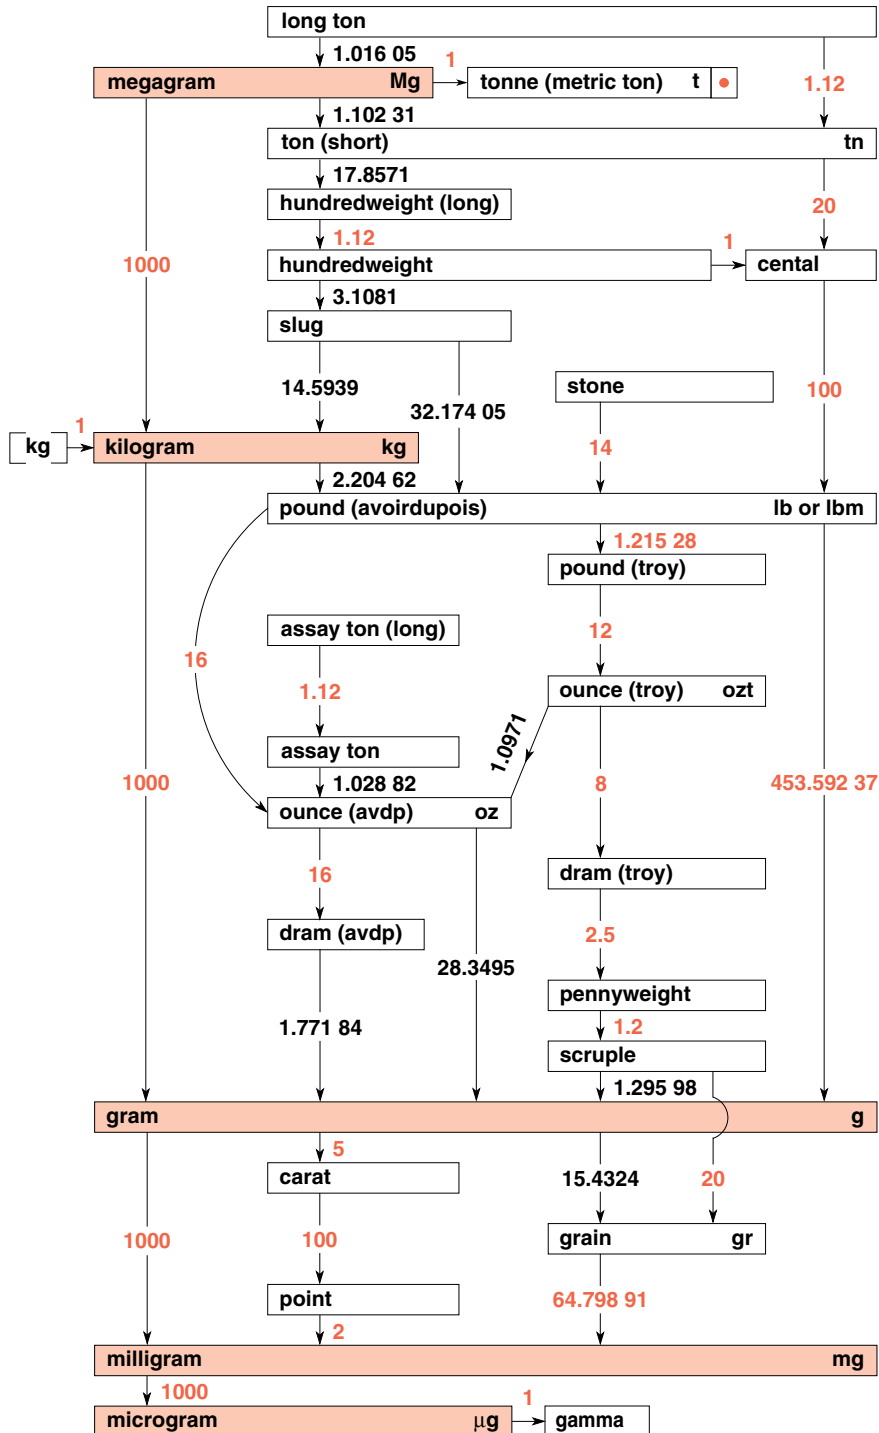 long ton
1.016 05
1
1.12
megagram Mg
tonne (metric ton) t
1.102 31
ton (short) tn
17.8571
20
hundredweight (long)
1.12
1
1000
hundredweight
cental
3.1081
slug
14.5939
32.174 05
stone
100
1
kg
kilogram kg
14
2.204 62
pound (avoirdupois) lb or lbm
1.215 28
pound (troy)
assay ton (long)
12
16
1.12
ounce (troy) ozt
1.0971
assay ton
1000
1.028 82
8
453.592 37
ounce (avdp) oz
16
dram (troy)
dram (avdp)
2.5
28.3495
pennyweight
1.771 84
1.2
scruple
1.295 98
gram g
5
carat
15.4324
20
1000
100
grain gr
point
64.798 91
2
milligram mg
1000
1
microgram µg
gamma